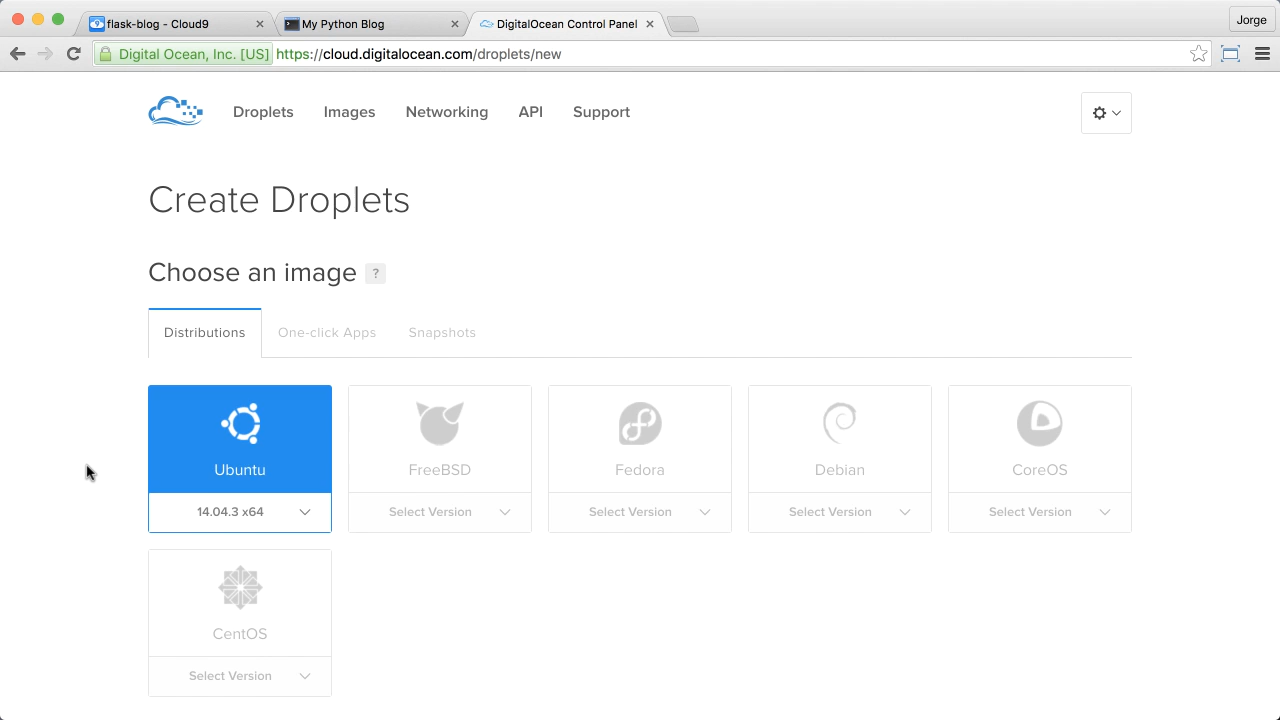 flask-blog - Cloud9
My Python Blog
DigitalOcean Control Panel
Jorge
Digital Ocean, Inc. [US] https://cloud.digitalocean.com/droplets/new
Droplets Images Networking API Support
Create Droplets
Choose an image ?
Distributions One-click Apps Snapshots
Ubuntu FreeBSD Fedora Debian CoreOS
14.04.3 x64 Select Version Select Version Select Version Select Version
CentOS
Select Version